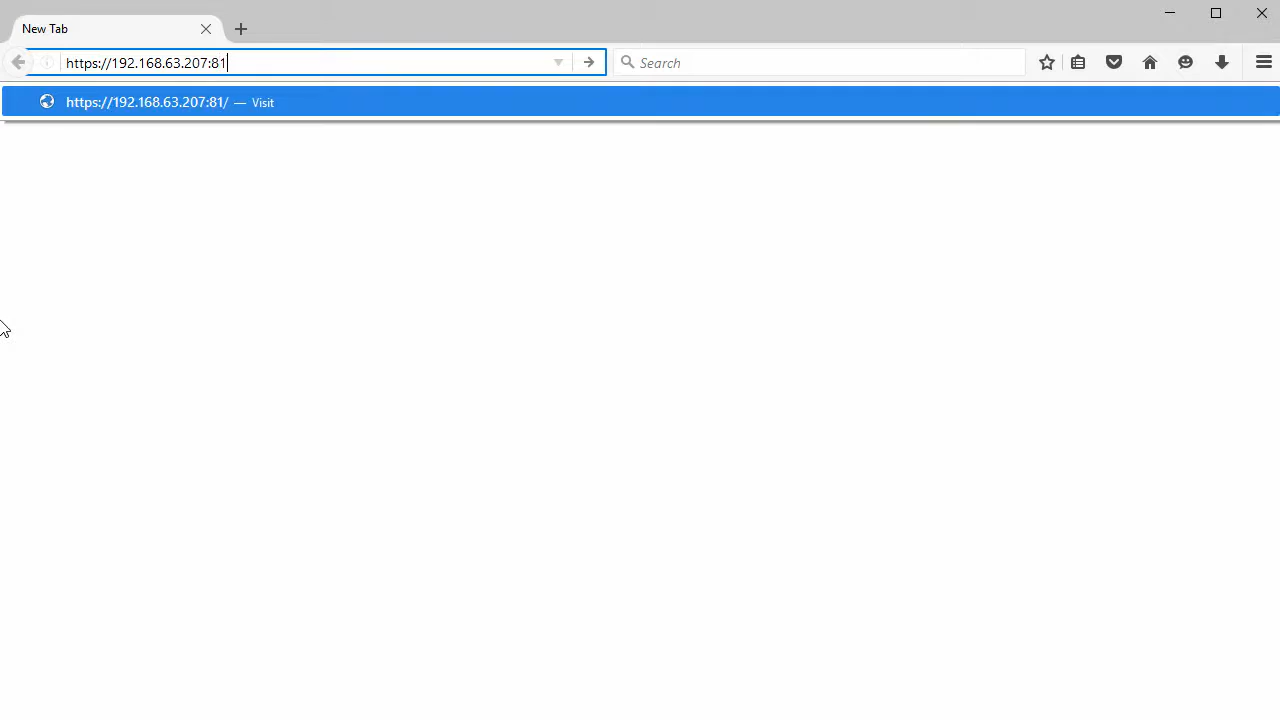 New Tab
https://192.168.63.207:81
Search
https://192.168.63.207:81/ — Visit